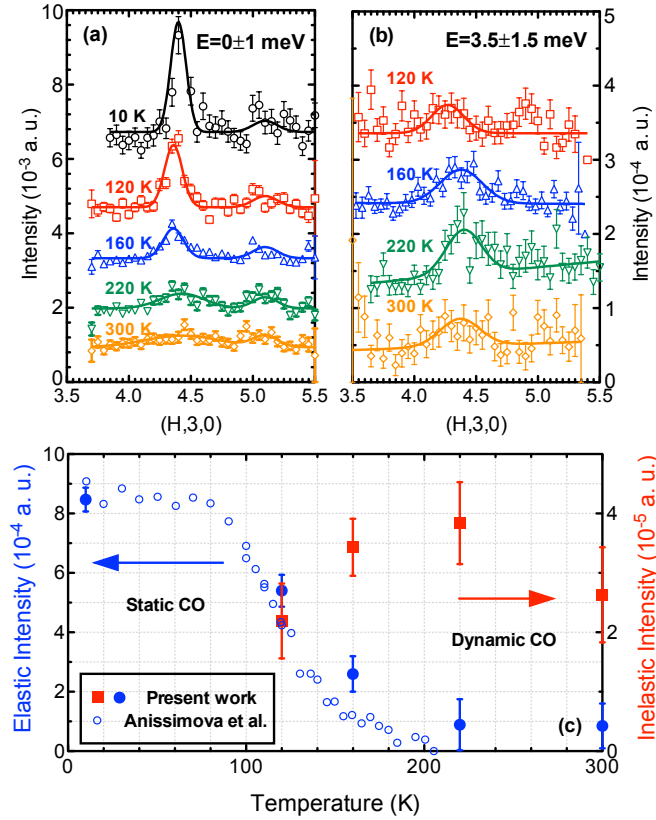 (a)
E=0±1 meV
10 K
120 K
160 K
220 K
300 K
Intensity (10⁻³ a. u.)
10
8
6
4
2
0
3.5
4.0
4.5
5.0
5.5
(H,3,0)
(b)
E=3.5±1.5 meV
120 K
160 K
220 K
300 K
Intensity (10⁻⁴ a. u.)
5
4
3
2
1
0
3.5
4.0
4.5
5.0
5.5
(H,3,0)
Elastic Intensity (10⁻⁴ a. u.)
10
8
6
4
2
0
Static CO
Dynamic CO
Present work
Anissimova et al.
(c)
4
2
0
Inelastic Intensity (10⁻⁵ a. u.)
0
100
200
300
Temperature (K)